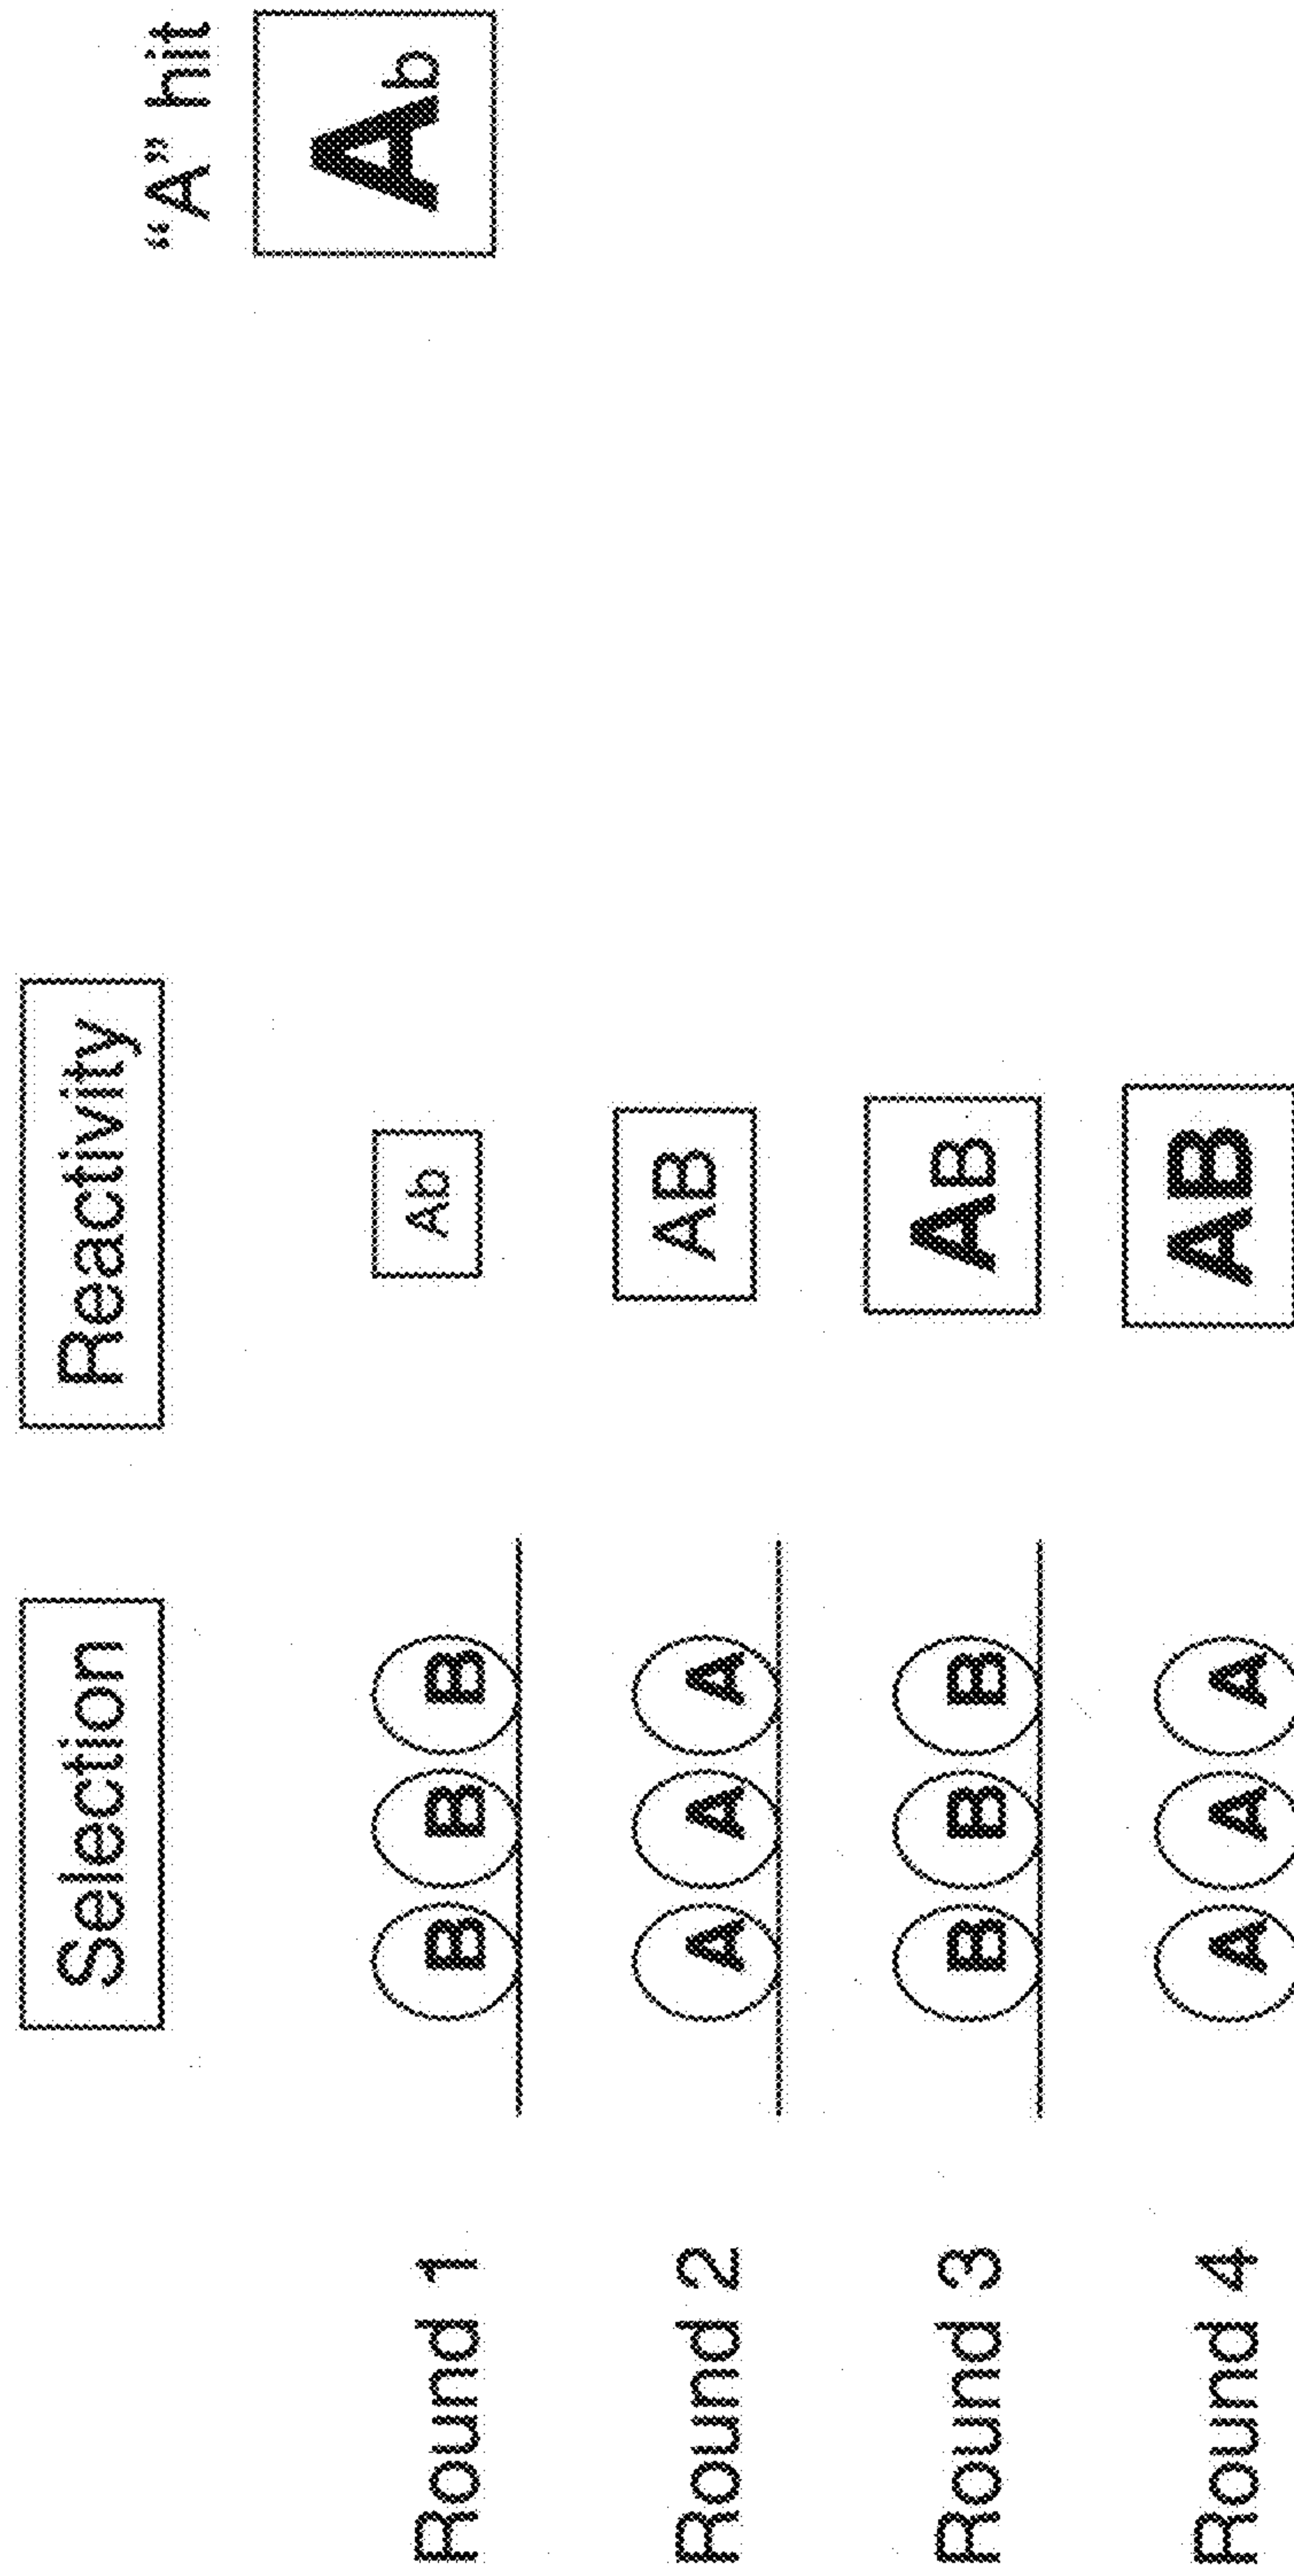 Selection Reactivity
"A" hit
Ab
Round 1 B B B Ab
Round 2 A A A AB
Round 3 B B B AB
Round 4 A A A AB